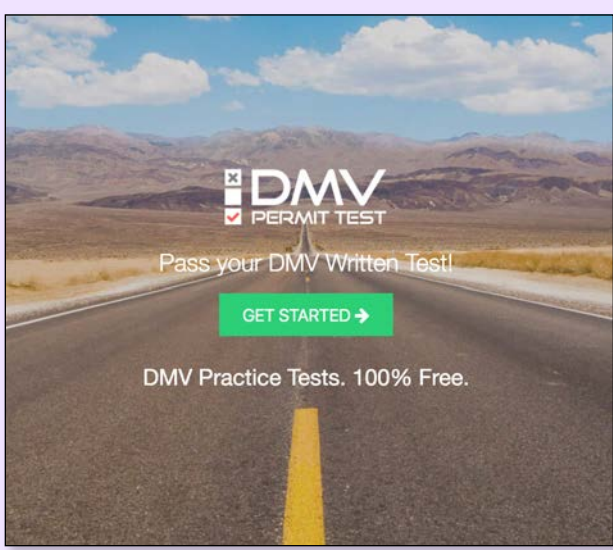 DMV
PERMIT TEST
Pass your DMV Written Test!
GET STARTED →
DMV Practice Tests. 100% Free.